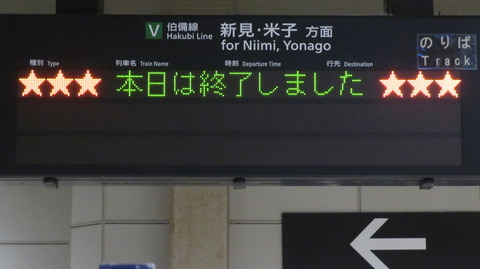 V 伯備線 新見・米子 方面 のりば
Hakubi Line for Niimi, Yonago Track
種別 Type 列車名 Train Name 時刻 Departure Time 行先 Destination
★★★ 本日は終了しました ★★★